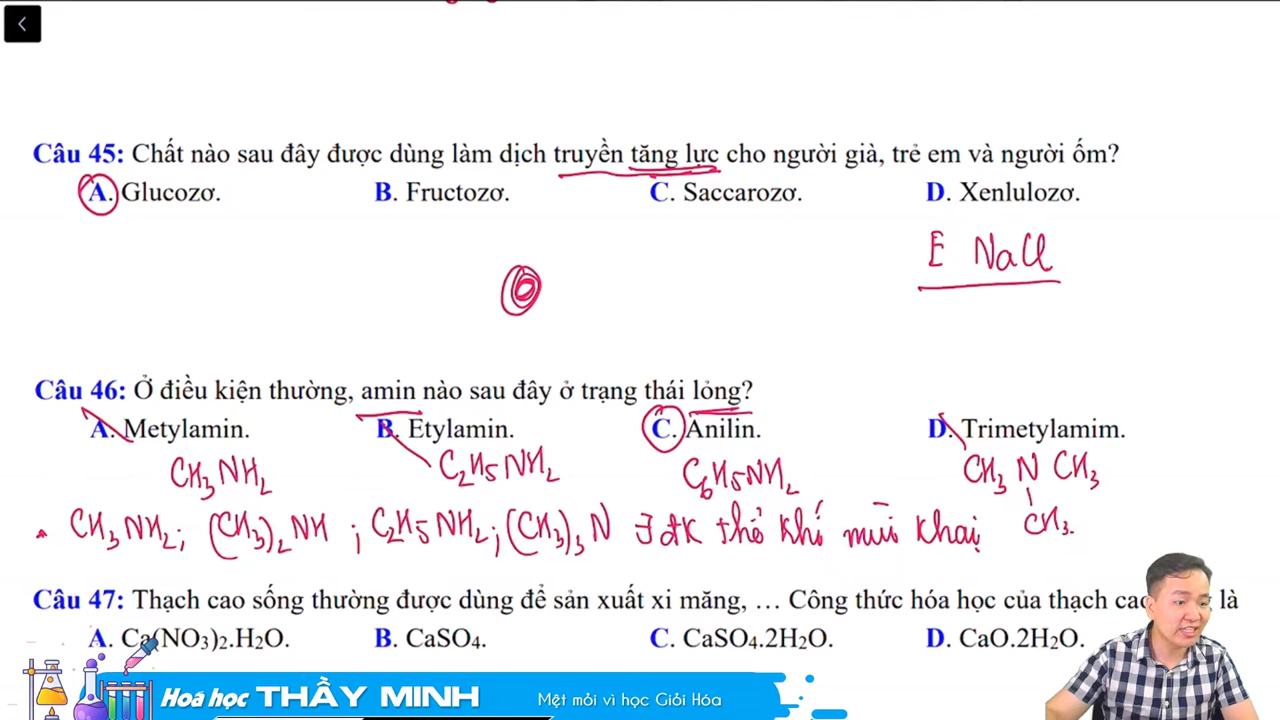 Câu 45: Chất nào sau đây được dùng làm dịch truyền tăng lực cho người già, trẻ em và người ốm?
A. Glucozơ. B. Fructozơ. C. Saccarozơ. D. Xenlulozơ.
E NaCl
Câu 46: Ở điều kiện thường, amin nào sau đây ở trạng thái lỏng?
A. Metylamin. B. Etylamin. C. Anilin. D. Trimetylamim.
CH₃NH₂ C₂H₅NH₂ C₆H₅NH₂ CH₃ N CH₃
CH₃.
CH₃NH₂; (CH₃)₂NH; C₂H₅NH₂; (CH₃)₃N ∃ đk thể khí mùi khai
Câu 47: Thạch cao sống thường được dùng để sản xuất xi măng, … Công thức hóa học của thạch là
A. Ca(NO₃)₂.H₂O. B. CaSO₄. C. CaSO₄.2H₂O. D. CaO.2H₂O.
Hoá học THẦY MINH Mệt mỏi vì học Giỏi Hóa